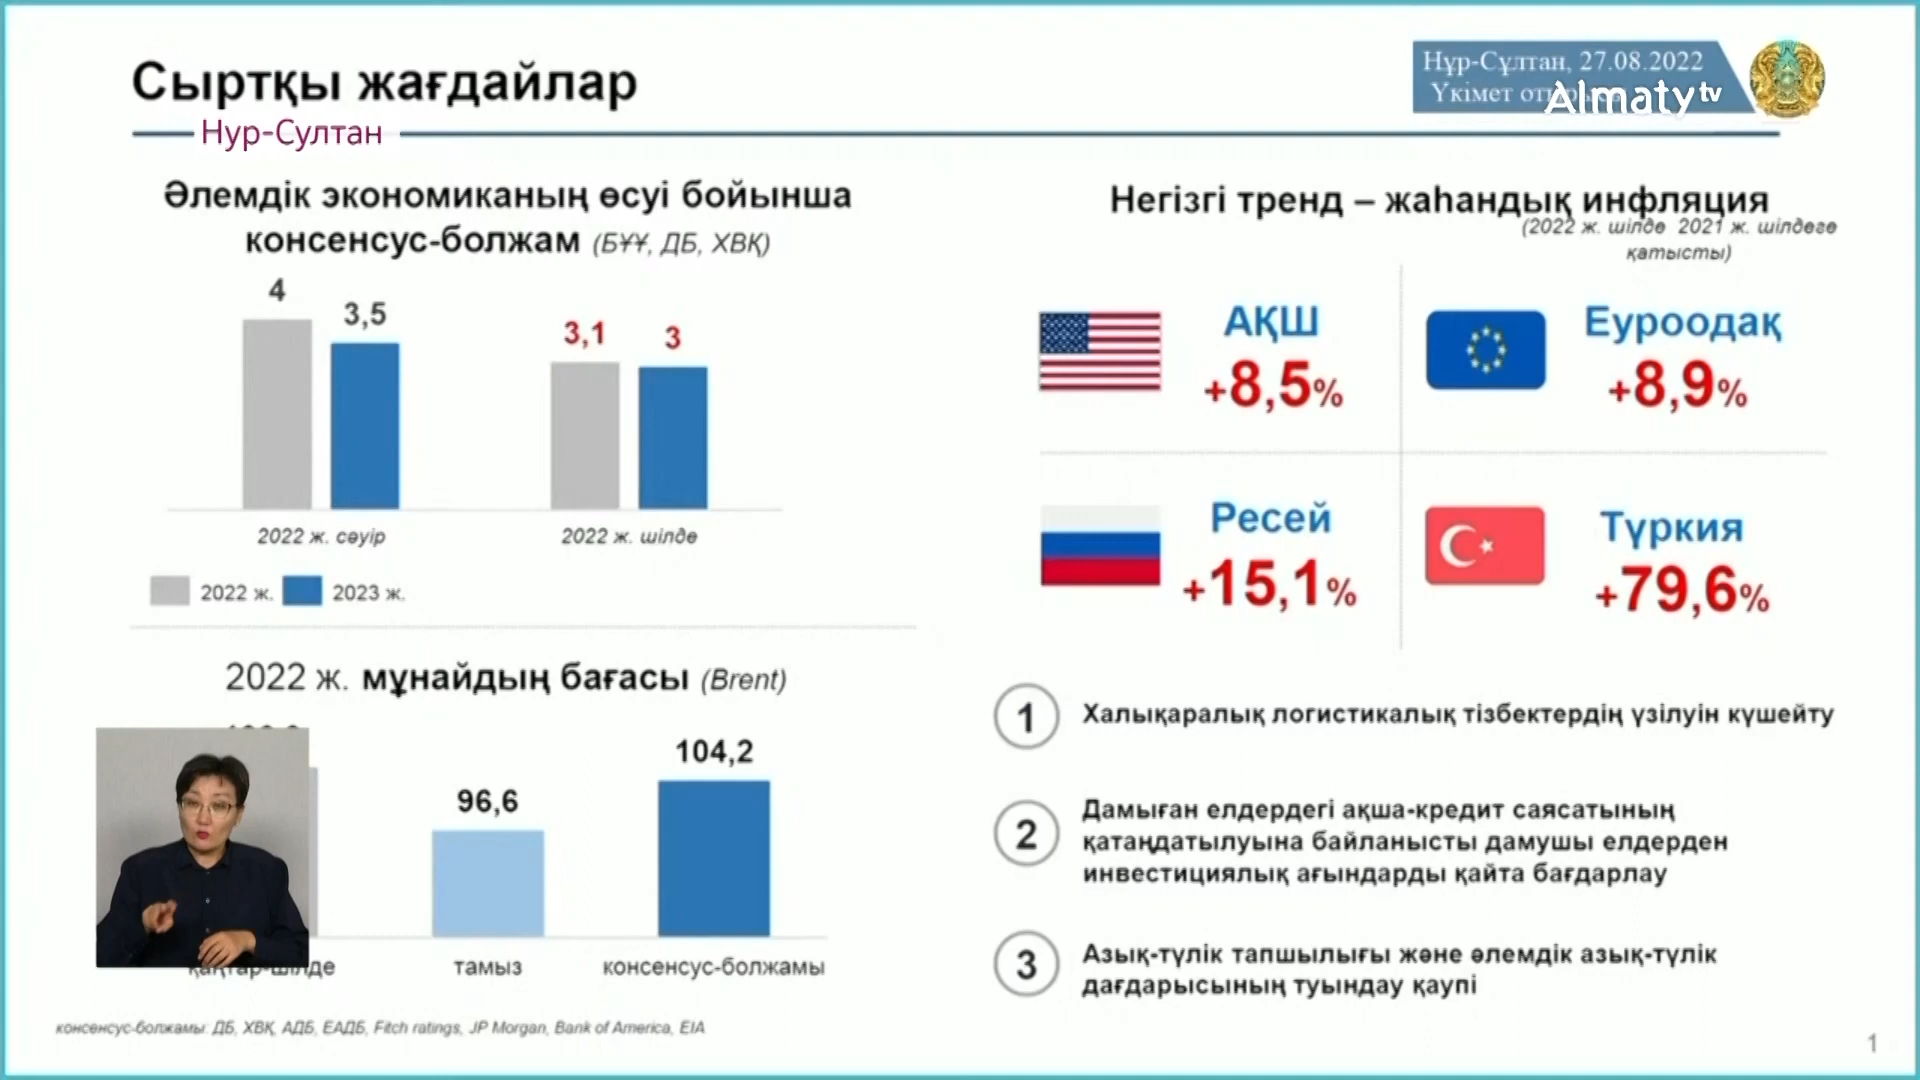 Сыртқы жағдайлар
Нур-Султан
Нұр-Сұлтан, 27.08.2022
Үкімет
Almaty tv
Әлемдік экономиканың өсуі бойынша
консенсус-болжам (БҰҰ, ДБ, ХВҚ)
4
3,5
3,1
3
2022 ж. сәуір
2022 ж. шілде
2022 ж.
2023 ж.
2022 ж. мұнайдың бағасы (Brent)
96,6
104,2
қаңтар-шілде
тамыз
консенсус-болжамы
консенсус-болжамы: ДБ, ХВҚ, АДБ, ЕАДБ, Fitch ratings, JP Morgan, Bank of America, EIA
Негізгі тренд – жаһандық инфляция
(2022 ж. шілде 2021 ж. шілдеге
қатысты)
АҚШ
+8,5%
Еуроодақ
+8,9%
Ресей
+15,1%
Түркия
+79,6%
1
Халықаралық логистикалық тізбектердің үзілуін күшейту
2
Дамыған елдердегі ақша-кредит саясатының
қатаңдатылуына байланысты дамушы елдерден
инвестициялық ағындарды қайта бағдарлау
3
Азық-түлік тапшылығы және әлемдік азық-түлік
дағдарысының туындау қаупі
1